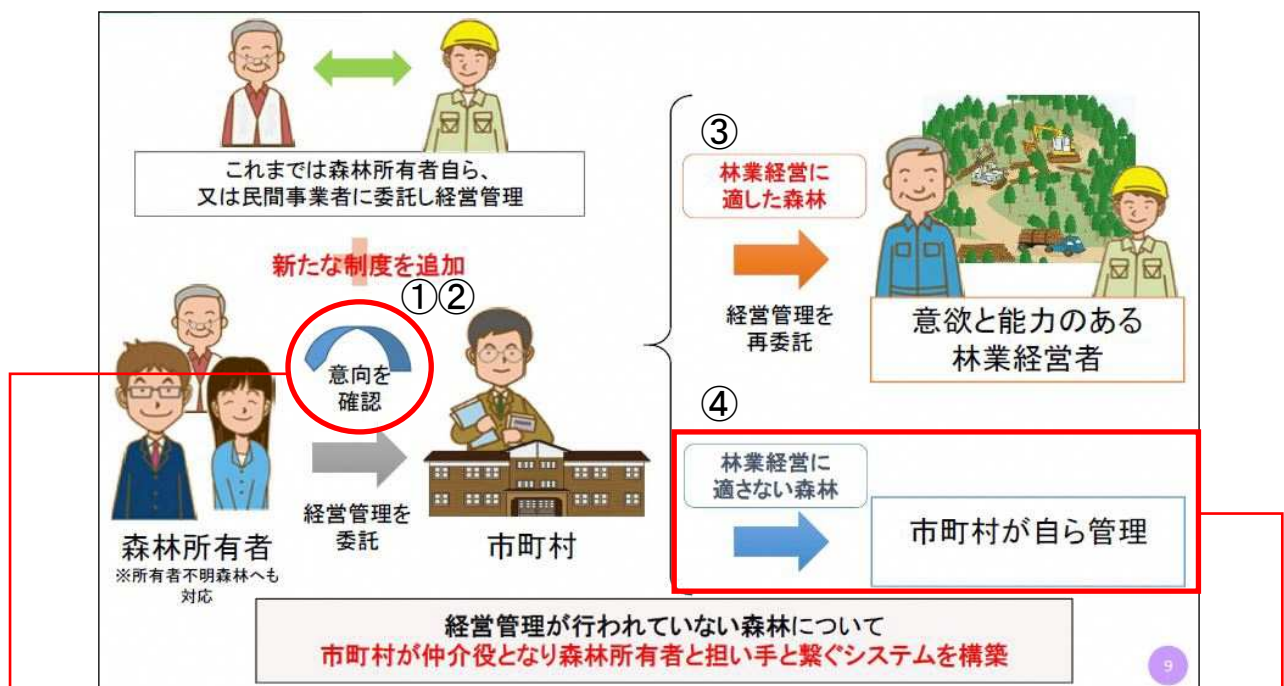 これまでは森林所有者自ら、
又は民間事業者に委託し経営管理
新たな制度を追加
①②
意向を
確認
経営管理を
委託
森林所有者
※所有者不明森林へも
対応
市町村
③
林業経営に
適した森林
経営管理を
再委託
意欲と能力のある
林業経営者
④
林業経営に
適さない森林
市町村が自ら管理
経営管理が行われていない森林について
市町村が仲介役となり森林所有者と担い手と繋ぐシステムを構築
9